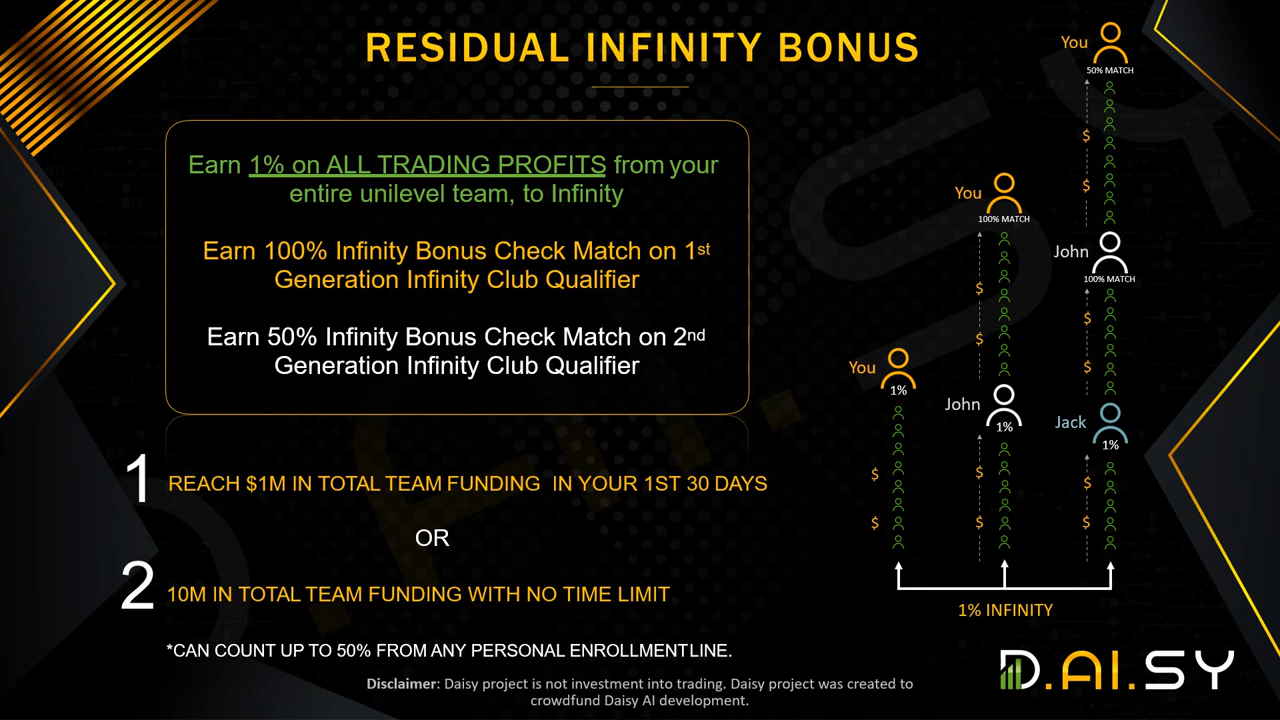 RESIDUAL INFINITY BONUS
Earn 1% on ALL TRADING PROFITS from your
entire unilevel team, to Infinity
Earn 100% Infinity Bonus Check Match on 1st
Generation Infinity Club Qualifier
Earn 50% Infinity Bonus Check Match on 2nd
Generation Infinity Club Qualifier
1 REACH $1M IN TOTAL TEAM FUNDING IN YOUR 1ST 30 DAYS
OR
2 10M IN TOTAL TEAM FUNDING WITH NO TIME LIMIT
*CAN COUNT UP TO 50% FROM ANY PERSONAL ENROLLMENTLINE.
Disclaimer: Daisy project is not investment into trading. Daisy project was created to
crowdfund Daisy AI development.
You
1%
$
$
You
100% MATCH
$
$
John
1%
$
$
You
50% MATCH
$
$
John
100% MATCH
$
$
Jack
1%
$
$
1% INFINITY
D.AI.SY